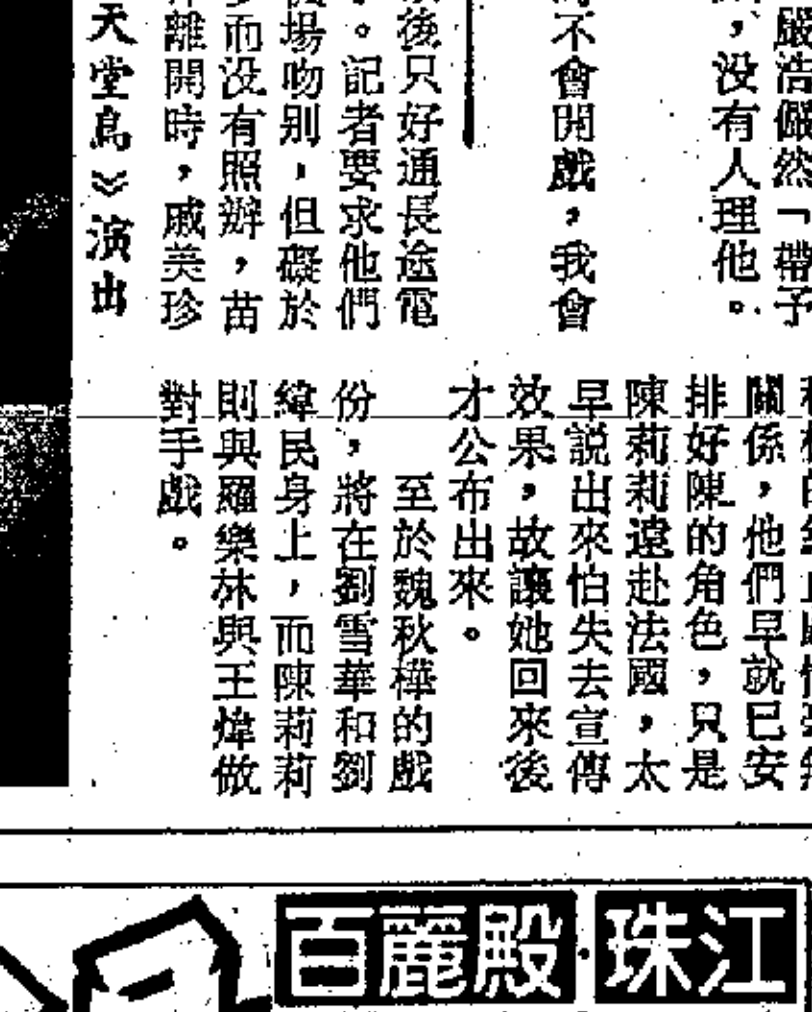 嚴浩儼然「帶子
，没有人理他。
不會開戲，我會
後只好通長途電
。記者要求他們
場吻别，但礙於
而没有照辦，苗
離開時，戚美珍
天堂鳥》演出
關係，他們早就已安
排好陳的角色，只是
陳莉莉遠赴法國，太
早説出來怕失去宣傳
效果，故讓她回來後
才公布出來。
至於魏秋樺的戲
份，將在劉雪華和劉
緯民身上，而陳莉莉
則與羅樂林與王煒做
對手戲。
百麗殿·珠江